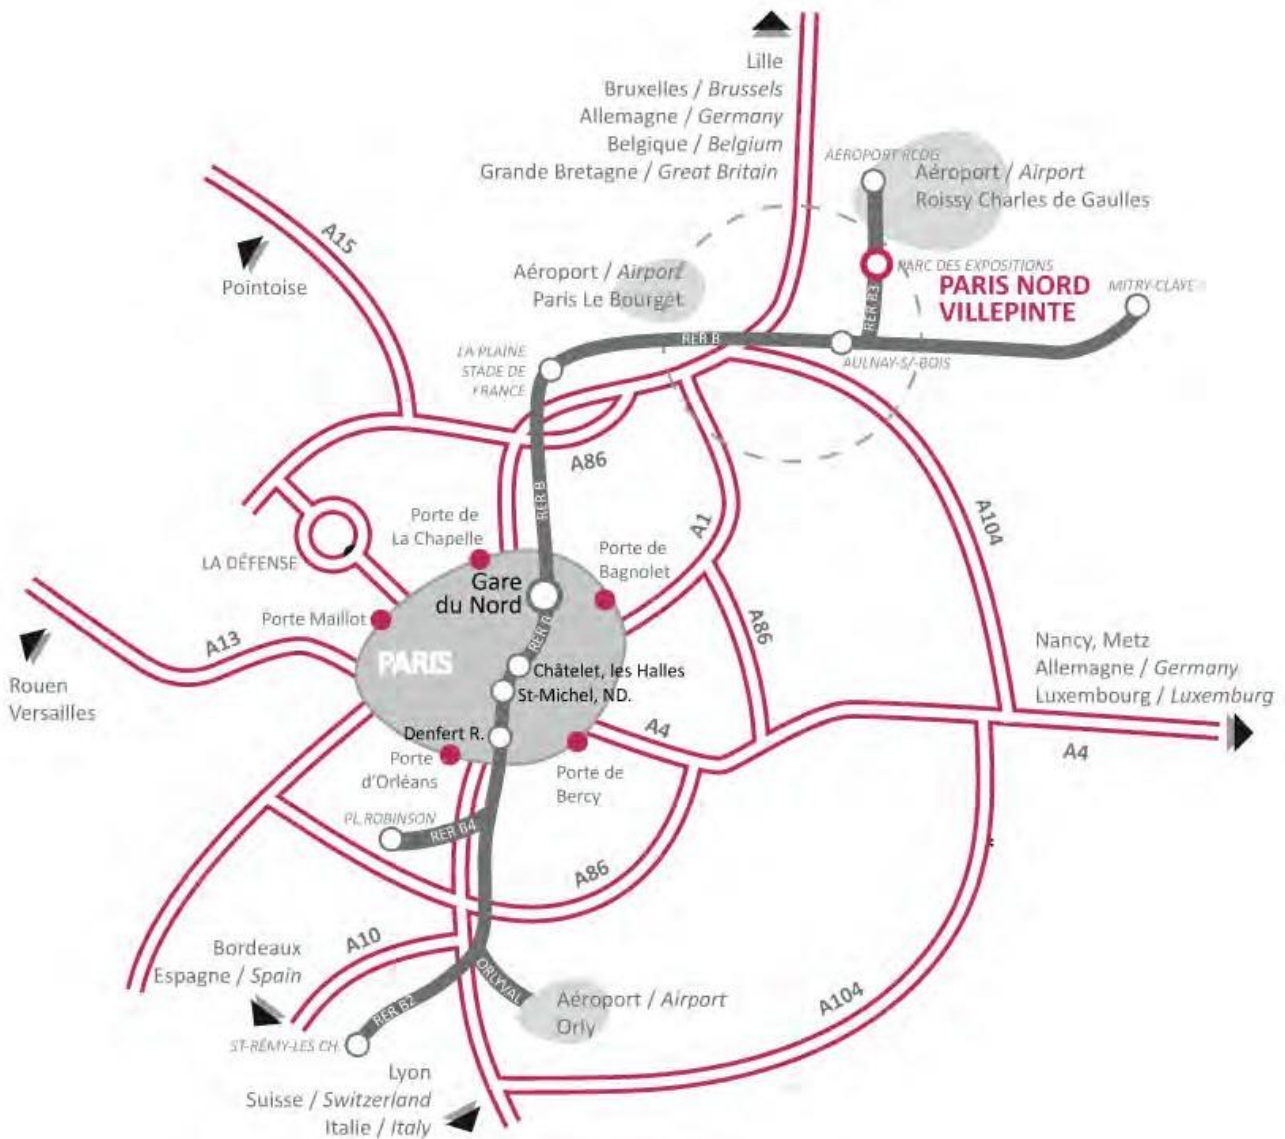 Lille
Bruxelles / Brussels
Allemagne / Germany
Belgique / Belgium
Grande Bretagne / Great Britain
AÉROPORT RCDG
Aéroport / Airport
Roissy Charles de Gaulles
A15
Pointoise
Aéroport / Airport
Paris Le Bourget
PARC DES EXPOSITIONS
PARIS NORD
VILLEPINTE
MITRY-CLAYE
RER B3
RER B
LA PLAINE
STADE DE
FRANCE
AULNAY-S/-BOIS
A86
RER B
A1
A104
Porte de
La Chapelle
Porte de
Bagnolet
LA DÉFENSE
Gare
du Nord
Porte Maillot
RER B
A86
A13
PARIS
Châtelet, les Halles
St-Michel, ND.
Nancy, Metz
Allemagne / Germany
Luxembourg / Luxemburg
Rouen
Versailles
Denfert R.
A4
A4
Porte
d'Orléans
Porte de
Bercy
PL.ROBINSON
RER B4
A86
A10
Bordeaux
Espagne / Spain
ORLYVAL
RER B2
Aéroport / Airport
Orly
A104
ST-RÉMY-LES CH.
Lyon
Suisse / Switzerland
Italie / Italy